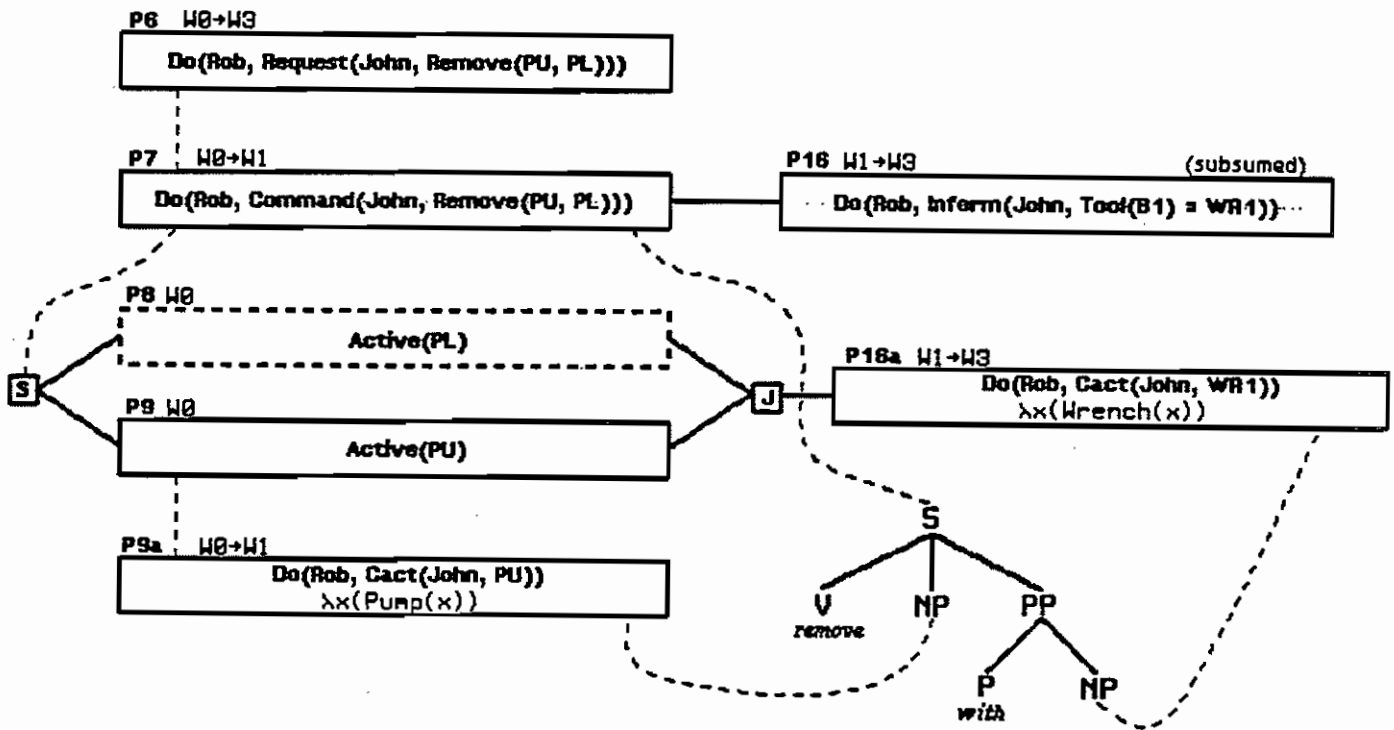 P6 W0→W3
Do(Rob, Request(John, Remove(PU, PL)))
P7 W0→W1
Do(Rob, Command(John, Remove(PU, PL)))
P16 W1→W3 (subsumed)
Do(Rob, Inform(John, Tool(B1) = WR1))
P8 W0
Active(PL)
S
P9 W0
Active(PU)
J
P16a W1→W3
Do(Rob, Cact(John, WR1))
λx(Wrench(x))
P9a W0→W1
Do(Rob, Cact(John, PU))
λx(Pump(x))
S
V NP PP
remove
P NP
with